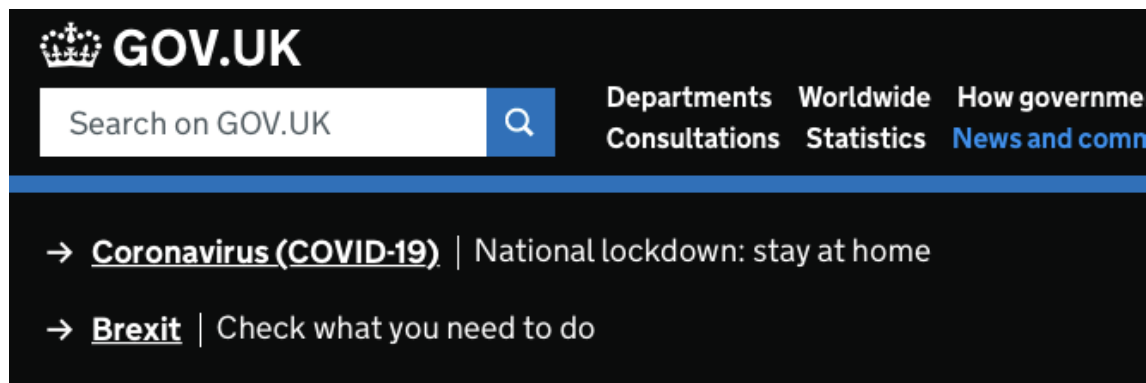 GOV.UK
Search on GOV.UK
Departments Worldwide How governme
Consultations Statistics News and comm
→ Coronavirus (COVID-19) | National lockdown: stay at home
→ Brexit | Check what you need to do